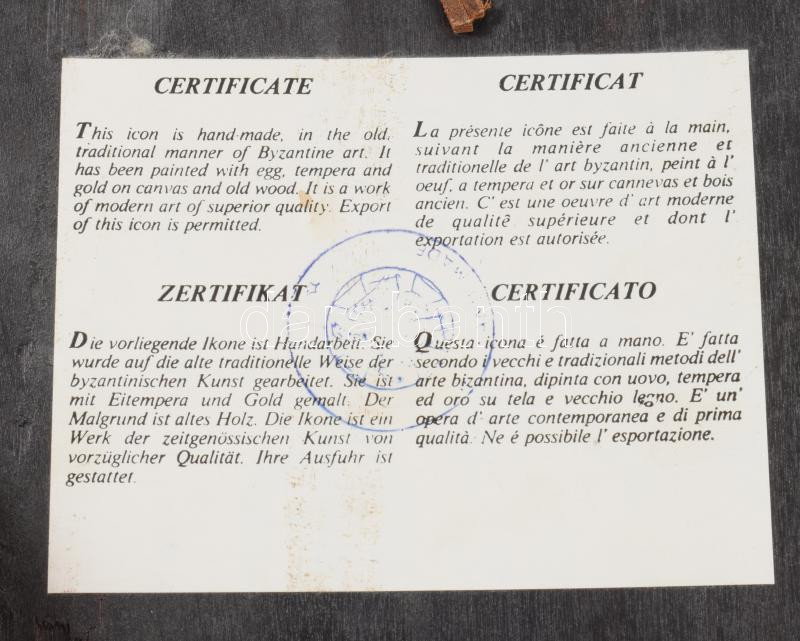 CERTIFICATE
This icon is hand-made, in the old,
traditional manner of Byzantine art. It
has been painted with egg, tempera and
gold on canvas and old wood. It is a work
of modern art of superior quality. Export
of this icon is permitted.
CERTIFICAT
La présente icône est faite à la main,
suivant la manière ancienne et
traditionelle de l' art byzantin, peint à l'
oeuf, a tempera et or sur cannevas et bois
ancien. C' est une oeuvre d' art moderne
de qualité supérieure et dont l'
exportation est autorisée.
ZERTIFIKAT
Die vorliegende Ikone ist Handarbeit. Sie
wurde auf die alte traditionelle Weise der
byzantinischen Kunst gearbeitet. Sie ist
mit Eitempera und Gold gemalt. Der
Malgrund ist altes Holz. Die Ikone ist ein
Werk der zeitgenössischen Kunst von
vorzüglicher Qualität. Ihre Ausfuhr ist
gestattet.
CERTIFICATO
Questa icona é fatta a mano. E' fatta
secondo i vecchi e tradizionali metodi dell'
arte bizantina, dipinta con uovo, tempera
ed oro su tela e vecchio legno. E' un'
opera d' arte contemporanea e di prima
qualità. Ne é possibile l' esportazione.
MADE
darabanth